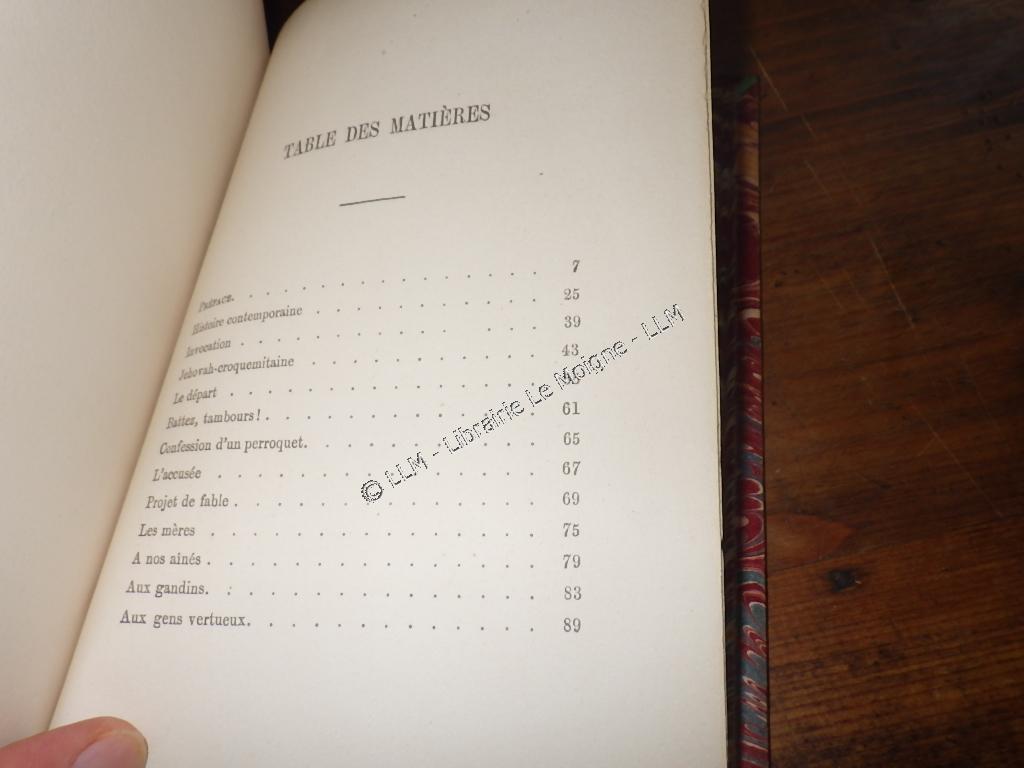 TABLE DES MATIÈRES
PRÉFACE. . . . . . . . . . . . . . . 7
Histoire contemporaine . . . . . . . . . . . 25
Invocation . . . . . . . . . . . . . . 39
Jehovah-croquemitaine . . . . . . . . . . . 43
Le départ . . . . . . . . . . . . . .
Battez, tambours! . . . . . . . . . . . . . 61
Confession d'un perroquet. . . . . . . . . . . 65
L'accusée . . . . . . . . . . . . . . 67
Projet de fable . . . . . . . . . . . . . . 69
Les mères . . . . . . . . . . . . . . 75
A nos aînés . . . . . . . . . . . . . . 79
Aux gandins. . . . . . . . . . . . . . 83
Aux gens vertueux. . . . . . . . . . . . . 89
© LLM - Librairie Le Moigne - LLM